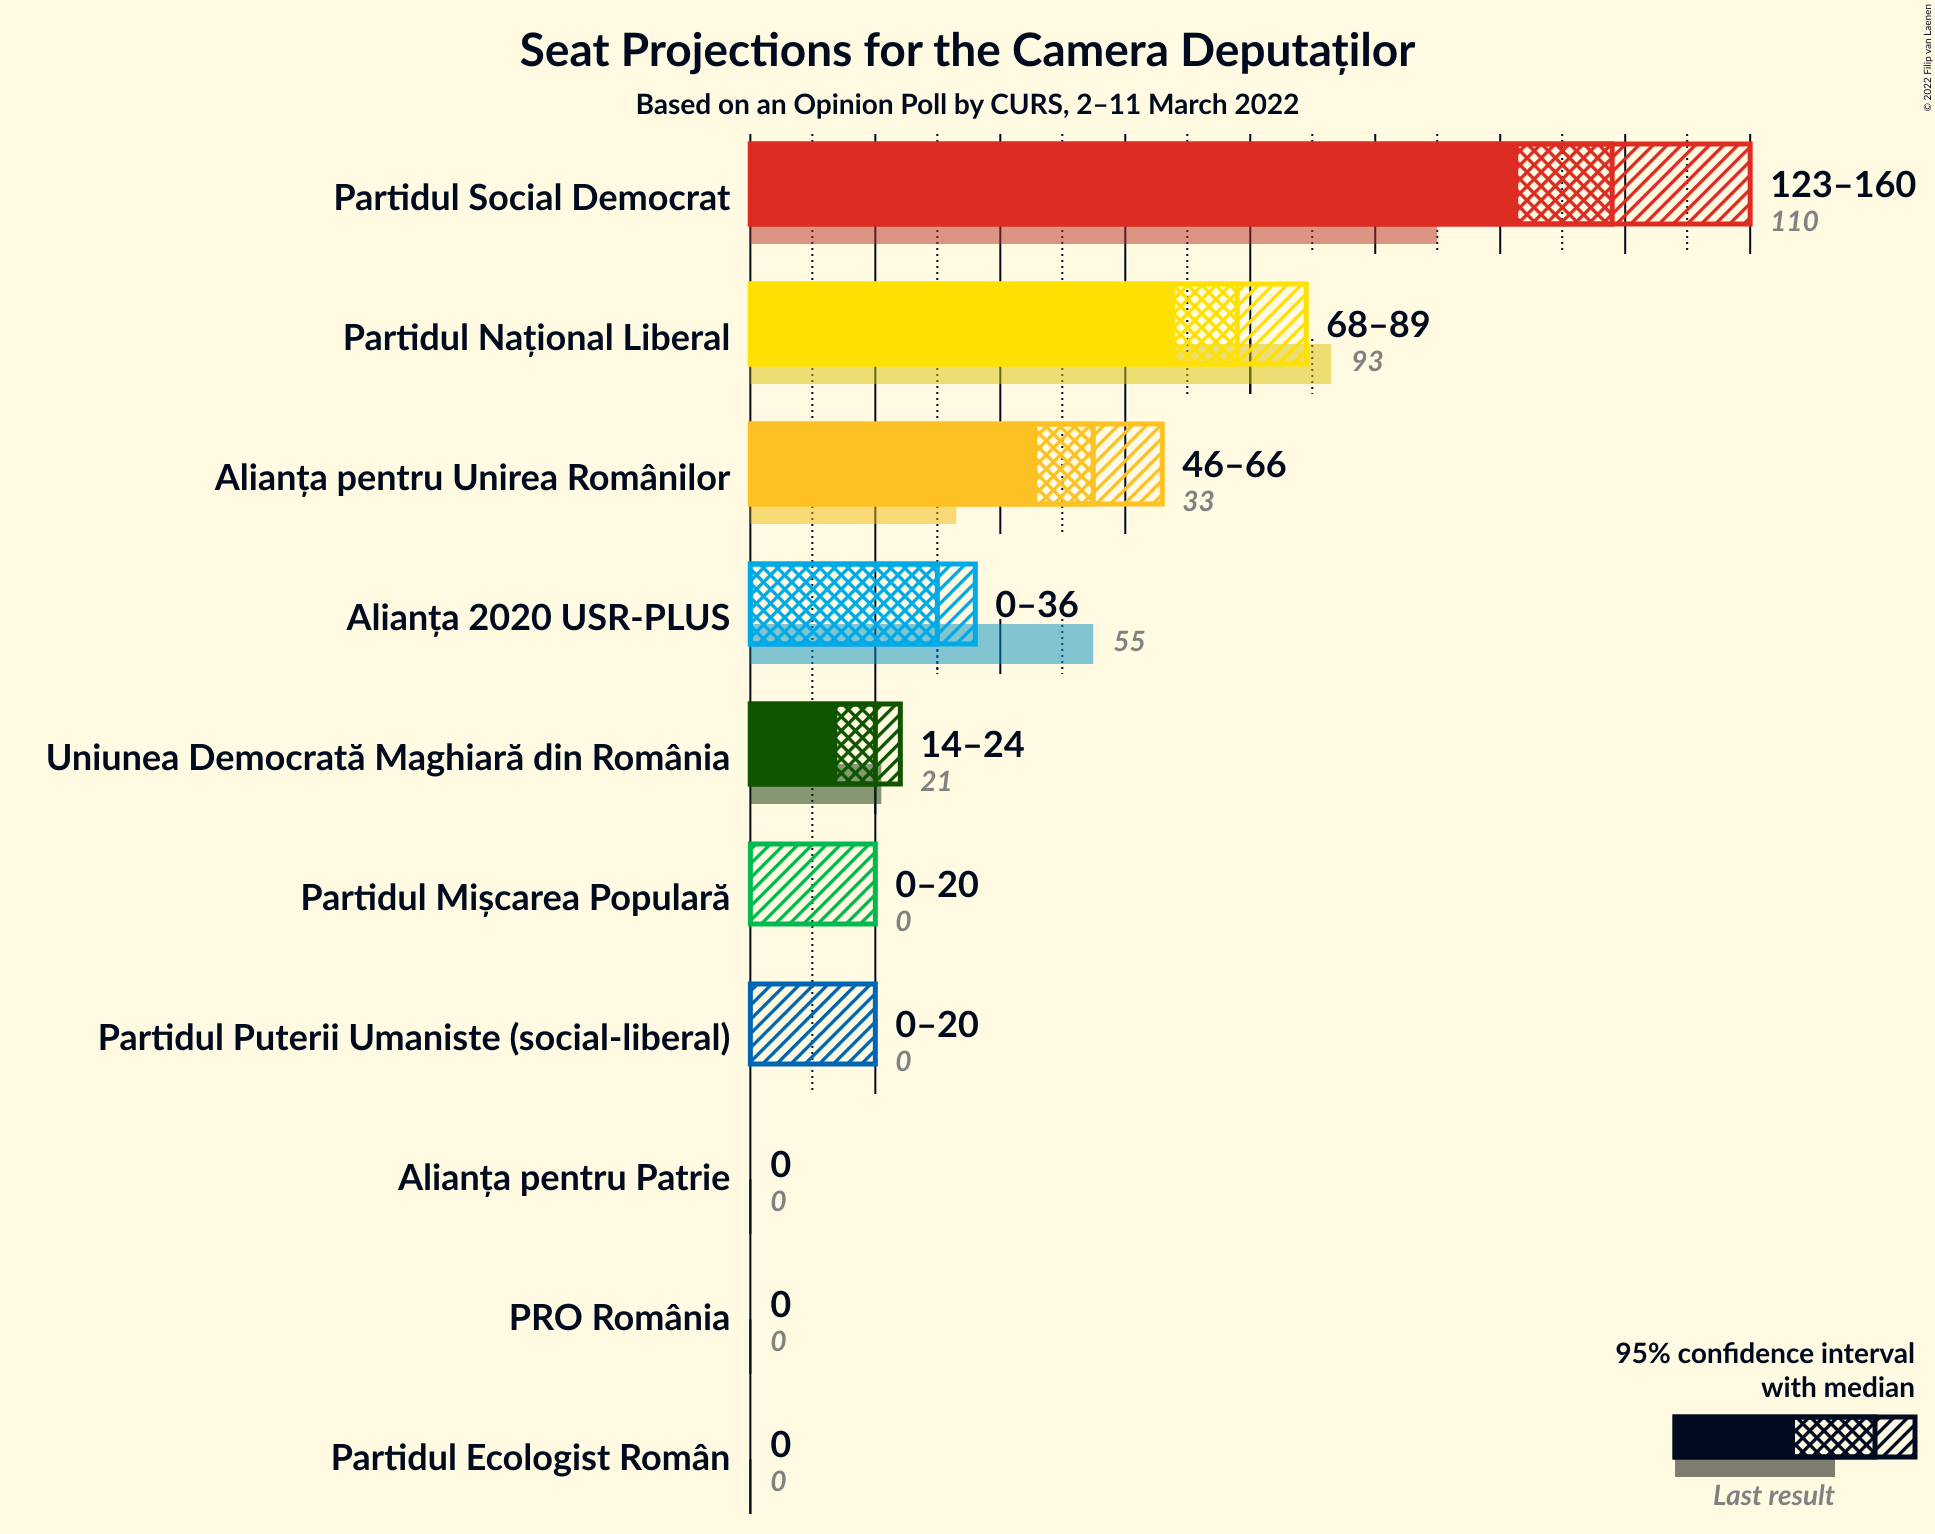 Seat Projections for the Camera Deputaților
Based on an Opinion Poll by CURS, 2–11 March 2022
© 2022 Filip van Laenen
Partidul Social Democrat
123–160
110
Partidul Național Liberal
68–89
93
Alianța pentru Unirea Românilor
46–66
33
Alianța 2020 USR-PLUS
0–36
55
Uniunea Democrată Maghiară din România
14–24
21
Partidul Mișcarea Populară
0–20
0
Partidul Puterii Umaniste (social-liberal)
0–20
0
Alianța pentru Patrie
0
0
PRO România
0
0
Partidul Ecologist Român
0
0
95% confidence interval
with median
Last result